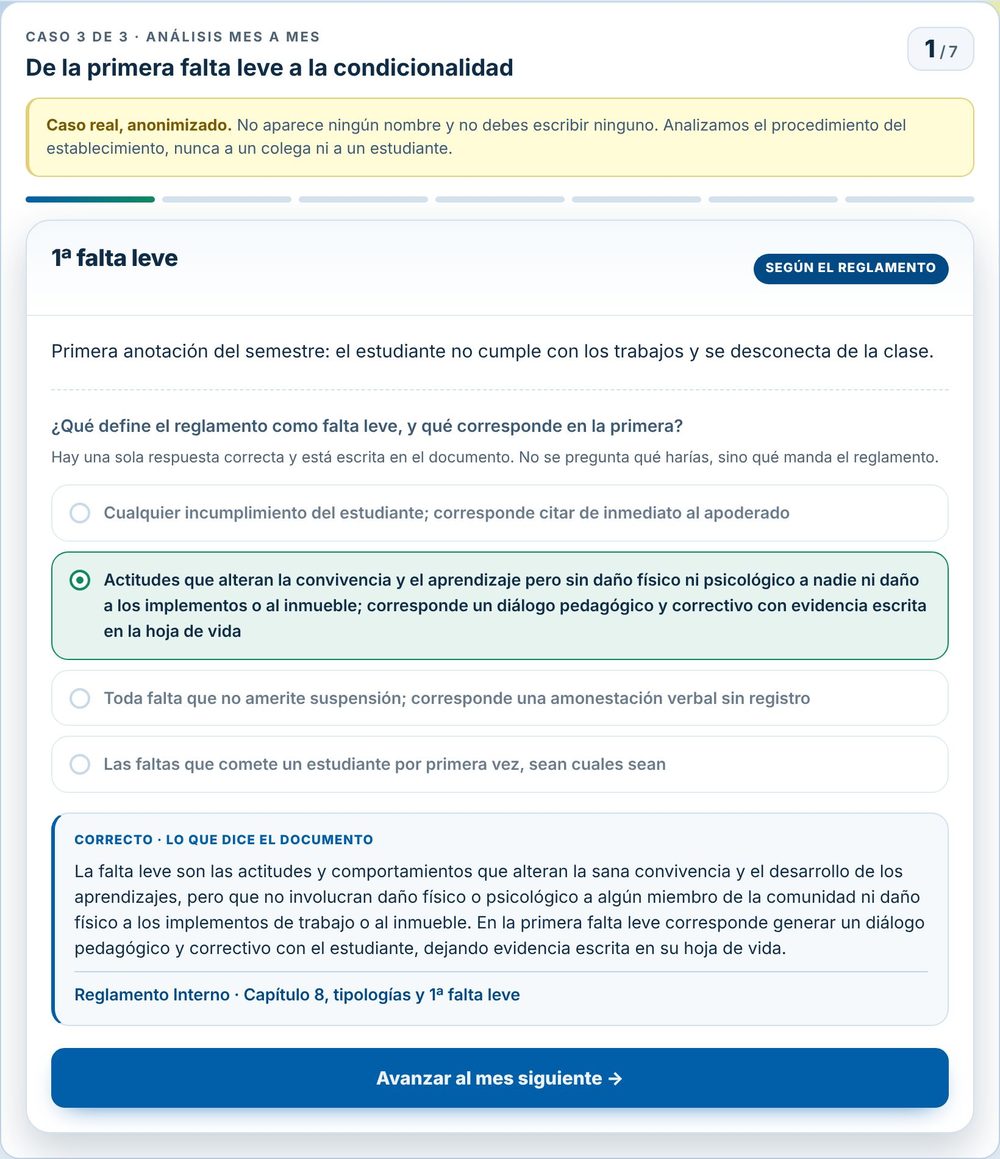 CASO 3 DE 3 · ANÁLISIS MES A MES
De la primera falta leve a la condicionalidad
1 / 7
Caso real, anonimizado. No aparece ningún nombre y no debes escribir ninguno. Analizamos el procedimiento del
establecimiento, nunca a un colega ni a un estudiante.
1ª falta leve
SEGÚN EL REGLAMENTO
Primera anotación del semestre: el estudiante no cumple con los trabajos y se desconecta de la clase.
¿Qué define el reglamento como falta leve, y qué corresponde en la primera?
Hay una sola respuesta correcta y está escrita en el documento. No se pregunta qué harías, sino qué manda el reglamento.
Cualquier incumplimiento del estudiante; corresponde citar de inmediato al apoderado
Actitudes que alteran la convivencia y el aprendizaje pero sin daño físico ni psicológico a nadie ni daño
a los implementos o al inmueble; corresponde un diálogo pedagógico y correctivo con evidencia escrita
en la hoja de vida
Toda falta que no amerite suspensión; corresponde una amonestación verbal sin registro
Las faltas que comete un estudiante por primera vez, sean cuales sean
CORRECTO · LO QUE DICE EL DOCUMENTO
La falta leve son las actitudes y comportamientos que alteran la sana convivencia y el desarrollo de los
aprendizajes, pero que no involucran daño físico o psicológico a algún miembro de la comunidad ni daño
físico a los implementos de trabajo o al inmueble. En la primera falta leve corresponde generar un diálogo
pedagógico y correctivo con el estudiante, dejando evidencia escrita en su hoja de vida.
Reglamento Interno · Capítulo 8, tipologías y 1ª falta leve
Avanzar al mes siguiente →